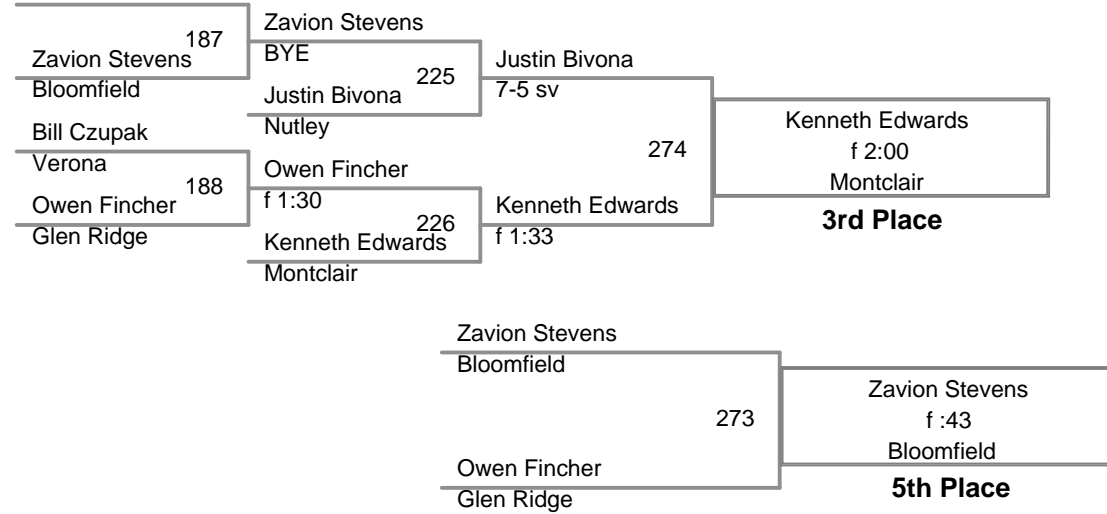 187
Zavion Stevens
Bloomfield
Bill Czupak
Verona
188
Owen Fincher
Glen Ridge
Zavion Stevens
BYE
225
Justin Bivona
Nutley
Owen Fincher
f 1:30
226
Kenneth Edwards
Montclair
Justin Bivona
7-5 sv
274
Kenneth Edwards
f 1:33
Kenneth Edwards
f 2:00
Montclair
3rd Place
Zavion Stevens
Bloomfield
273
Owen Fincher
Glen Ridge
Zavion Stevens
f :43
Bloomfield
5th Place